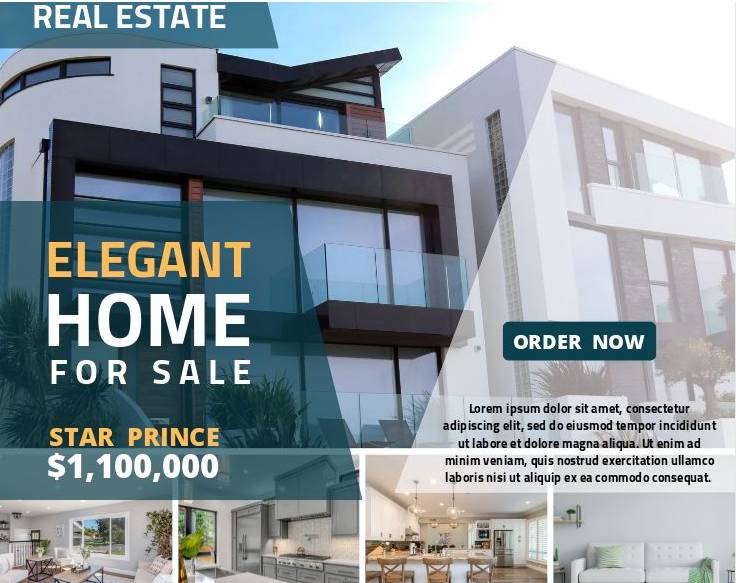 REAL ESTATE
ELEGANT
HOME
FOR SALE
STAR PRINCE
$1,100,000
ORDER NOW
Lorem ipsum dolor sit amet, consectetur
adipiscing elit, sed do eiusmod tempor incididunt
ut labore et dolore magna aliqua. Ut enim ad
minim veniam, quis nostrud exercitation ullamco
laboris nisi ut aliquip ex ea commodo consequat.